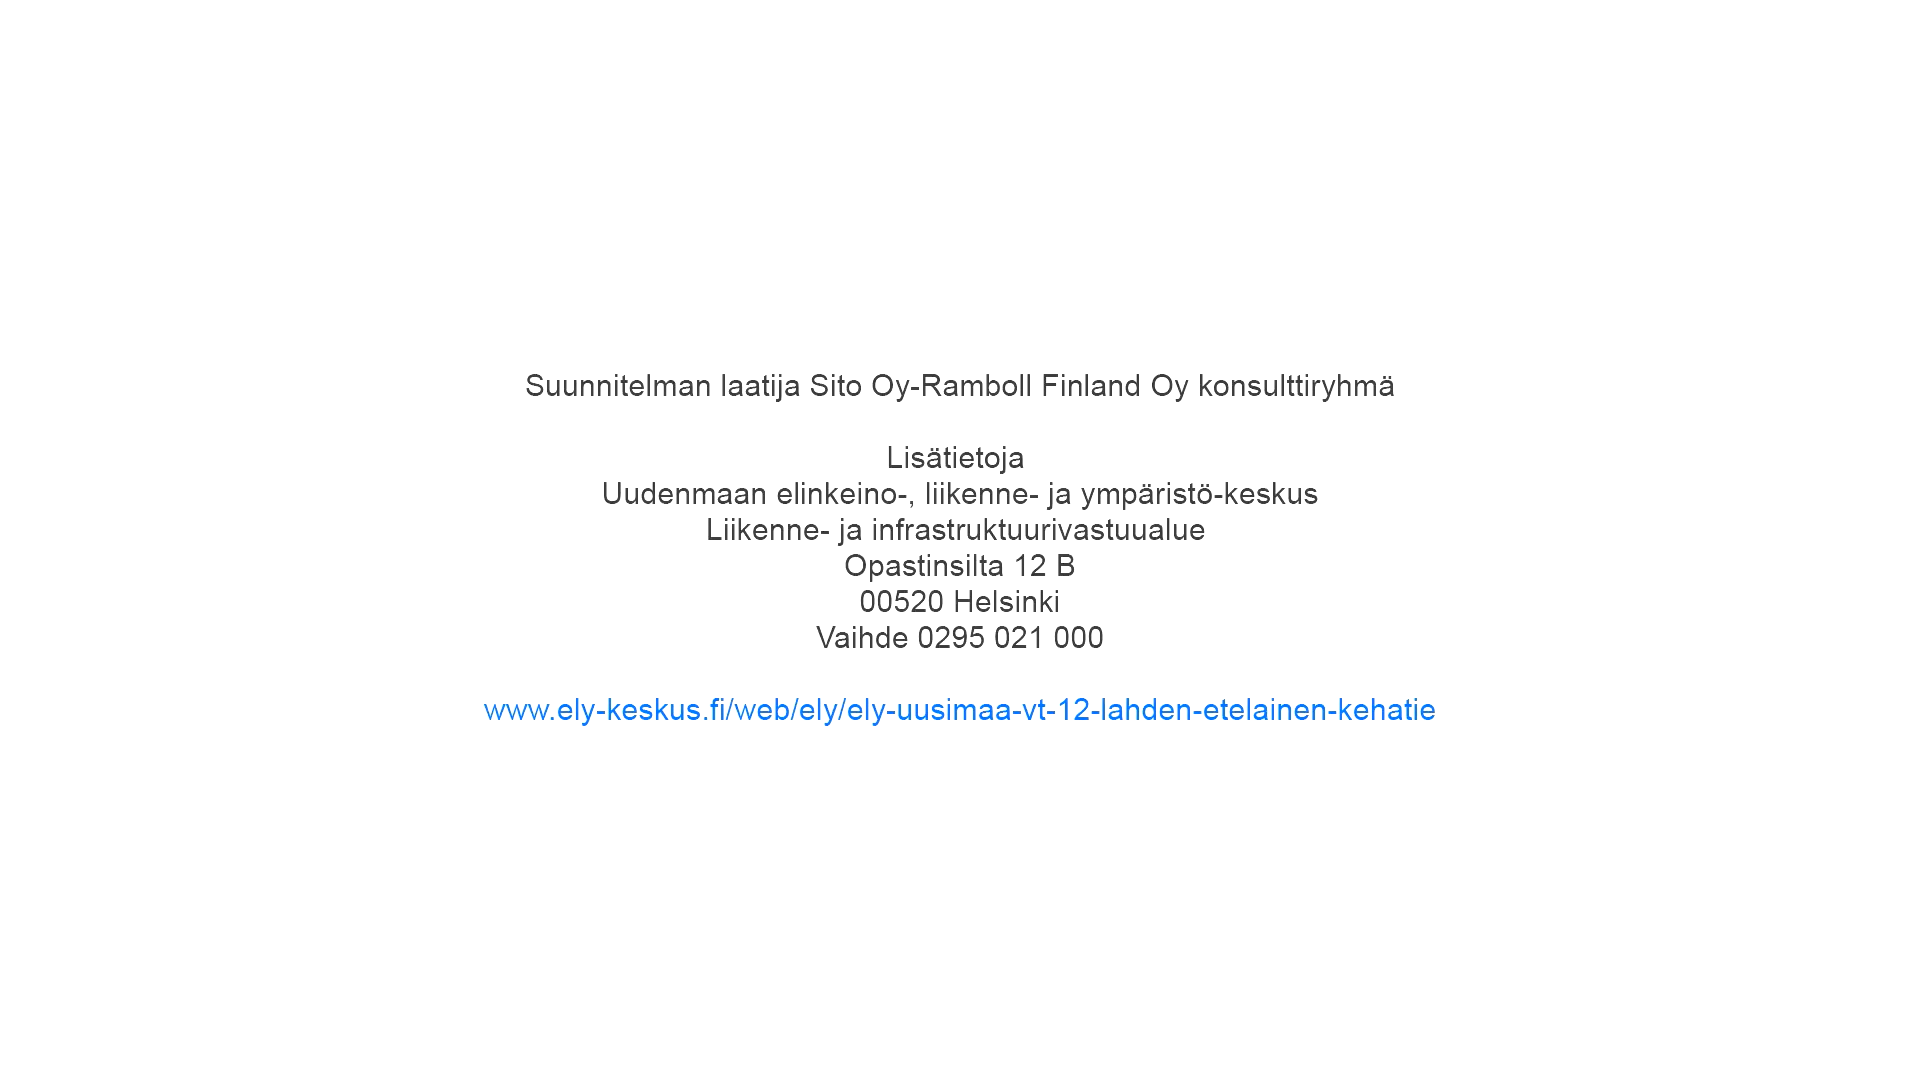 Suunnitelman laatija Sito Oy-Ramboll Finland Oy konsulttiryhmä
Lisätietoja
Uudenmaan elinkeino-, liikenne- ja ympäristö-keskus
Liikenne- ja infrastruktuurivastuualue
Opastinsilta 12 B
00520 Helsinki
Vaihde 0295 021 000
www.ely-keskus.fi/web/ely/ely-uusimaa-vt-12-lahden-etelainen-kehatie